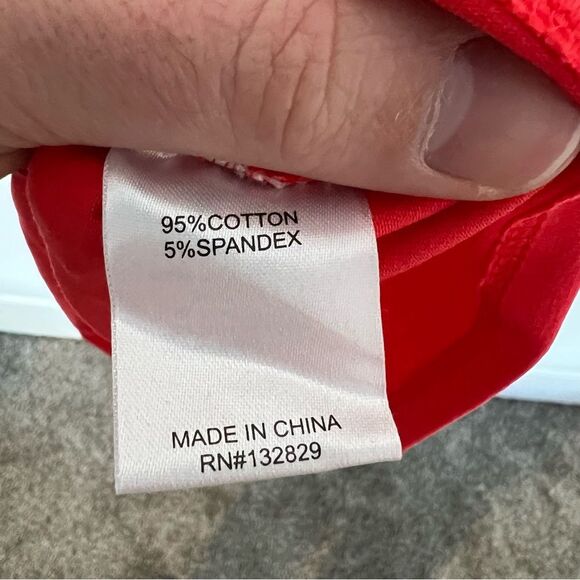 95%COTTON
5%SPANDEX
MADE IN CHINA
RN#132829